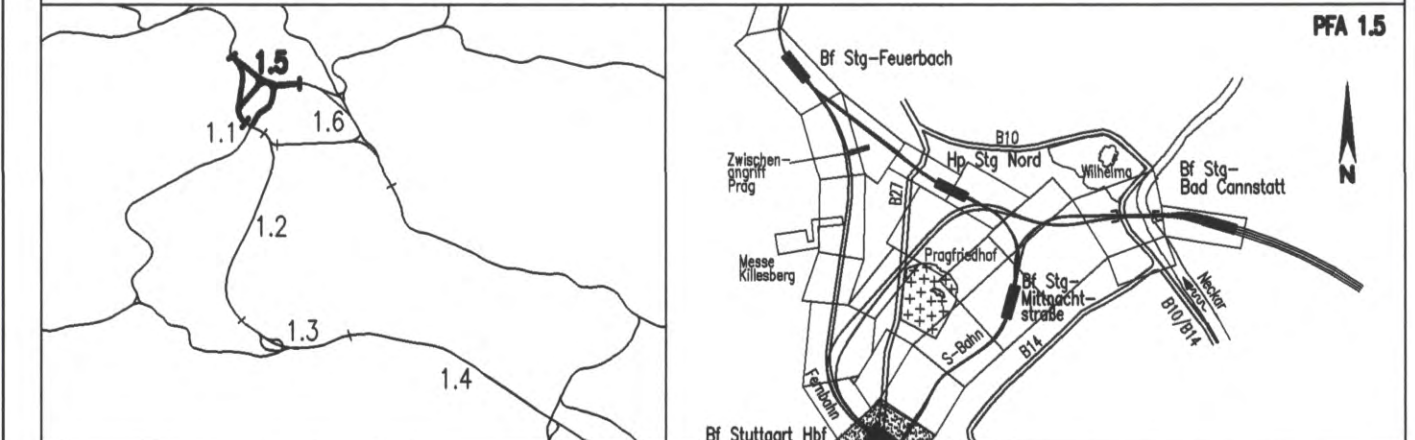 1.5
1.1
1.6
1.2
1.3
1.4
PFA 1.5
Bf Stg-Feuerbach
N
B10
Hp Stg Nord
Wilhelma
Bf Stg-
Bad Cannstatt
Zwischen-
angriff
Prag
B27
Messe
Killesberg
Pragfriedhof
Bf Stg-
Mittnacht-
straße
Neckar
B10/B14
S-Bahn
B14
Fernbahn
Bf Stuttgart Hbf